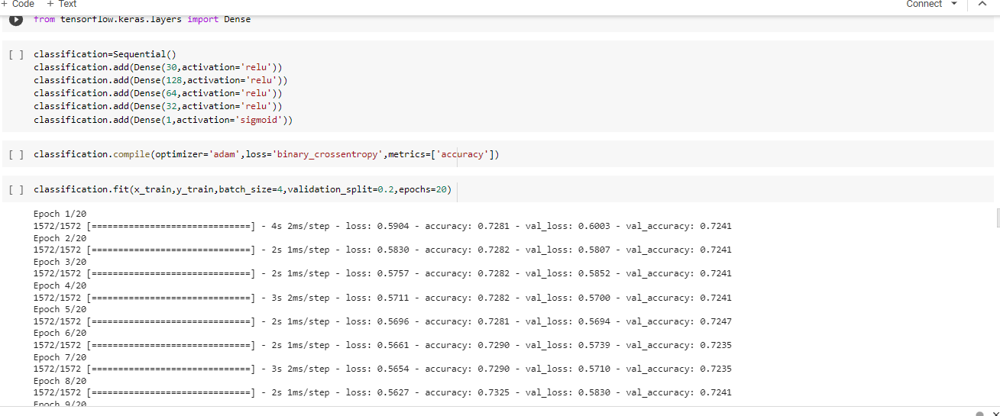 + Code + Text Connect
from tensorflow.keras.layers import Dense
[ ] classification=Sequential()
classification.add(Dense(30,activation='relu'))
classification.add(Dense(128,activation='relu'))
classification.add(Dense(64,activation='relu'))
classification.add(Dense(32,activation='relu'))
classification.add(Dense(1,activation='sigmoid'))
[ ] classification.compile(optimizer='adam',loss='binary_crossentropy',metrics=['accuracy'])
[ ] classification.fit(x_train,y_train,batch_size=4,validation_split=0.2,epochs=20)
Epoch 1/20
1572/1572 [==============================] - 4s 2ms/step - loss: 0.5904 - accuracy: 0.7281 - val_loss: 0.6003 - val_accuracy: 0.7241
Epoch 2/20
1572/1572 [==============================] - 2s 1ms/step - loss: 0.5830 - accuracy: 0.7282 - val_loss: 0.5807 - val_accuracy: 0.7241
Epoch 3/20
1572/1572 [==============================] - 2s 1ms/step - loss: 0.5757 - accuracy: 0.7282 - val_loss: 0.5852 - val_accuracy: 0.7241
Epoch 4/20
1572/1572 [==============================] - 3s 2ms/step - loss: 0.5711 - accuracy: 0.7282 - val_loss: 0.5700 - val_accuracy: 0.7241
Epoch 5/20
1572/1572 [==============================] - 2s 1ms/step - loss: 0.5696 - accuracy: 0.7281 - val_loss: 0.5694 - val_accuracy: 0.7247
Epoch 6/20
1572/1572 [==============================] - 2s 1ms/step - loss: 0.5661 - accuracy: 0.7290 - val_loss: 0.5739 - val_accuracy: 0.7235
Epoch 7/20
1572/1572 [==============================] - 3s 2ms/step - loss: 0.5654 - accuracy: 0.7290 - val_loss: 0.5710 - val_accuracy: 0.7235
Epoch 8/20
1572/1572 [==============================] - 2s 1ms/step - loss: 0.5627 - accuracy: 0.7325 - val_loss: 0.5830 - val_accuracy: 0.7241
Epoch 9/20